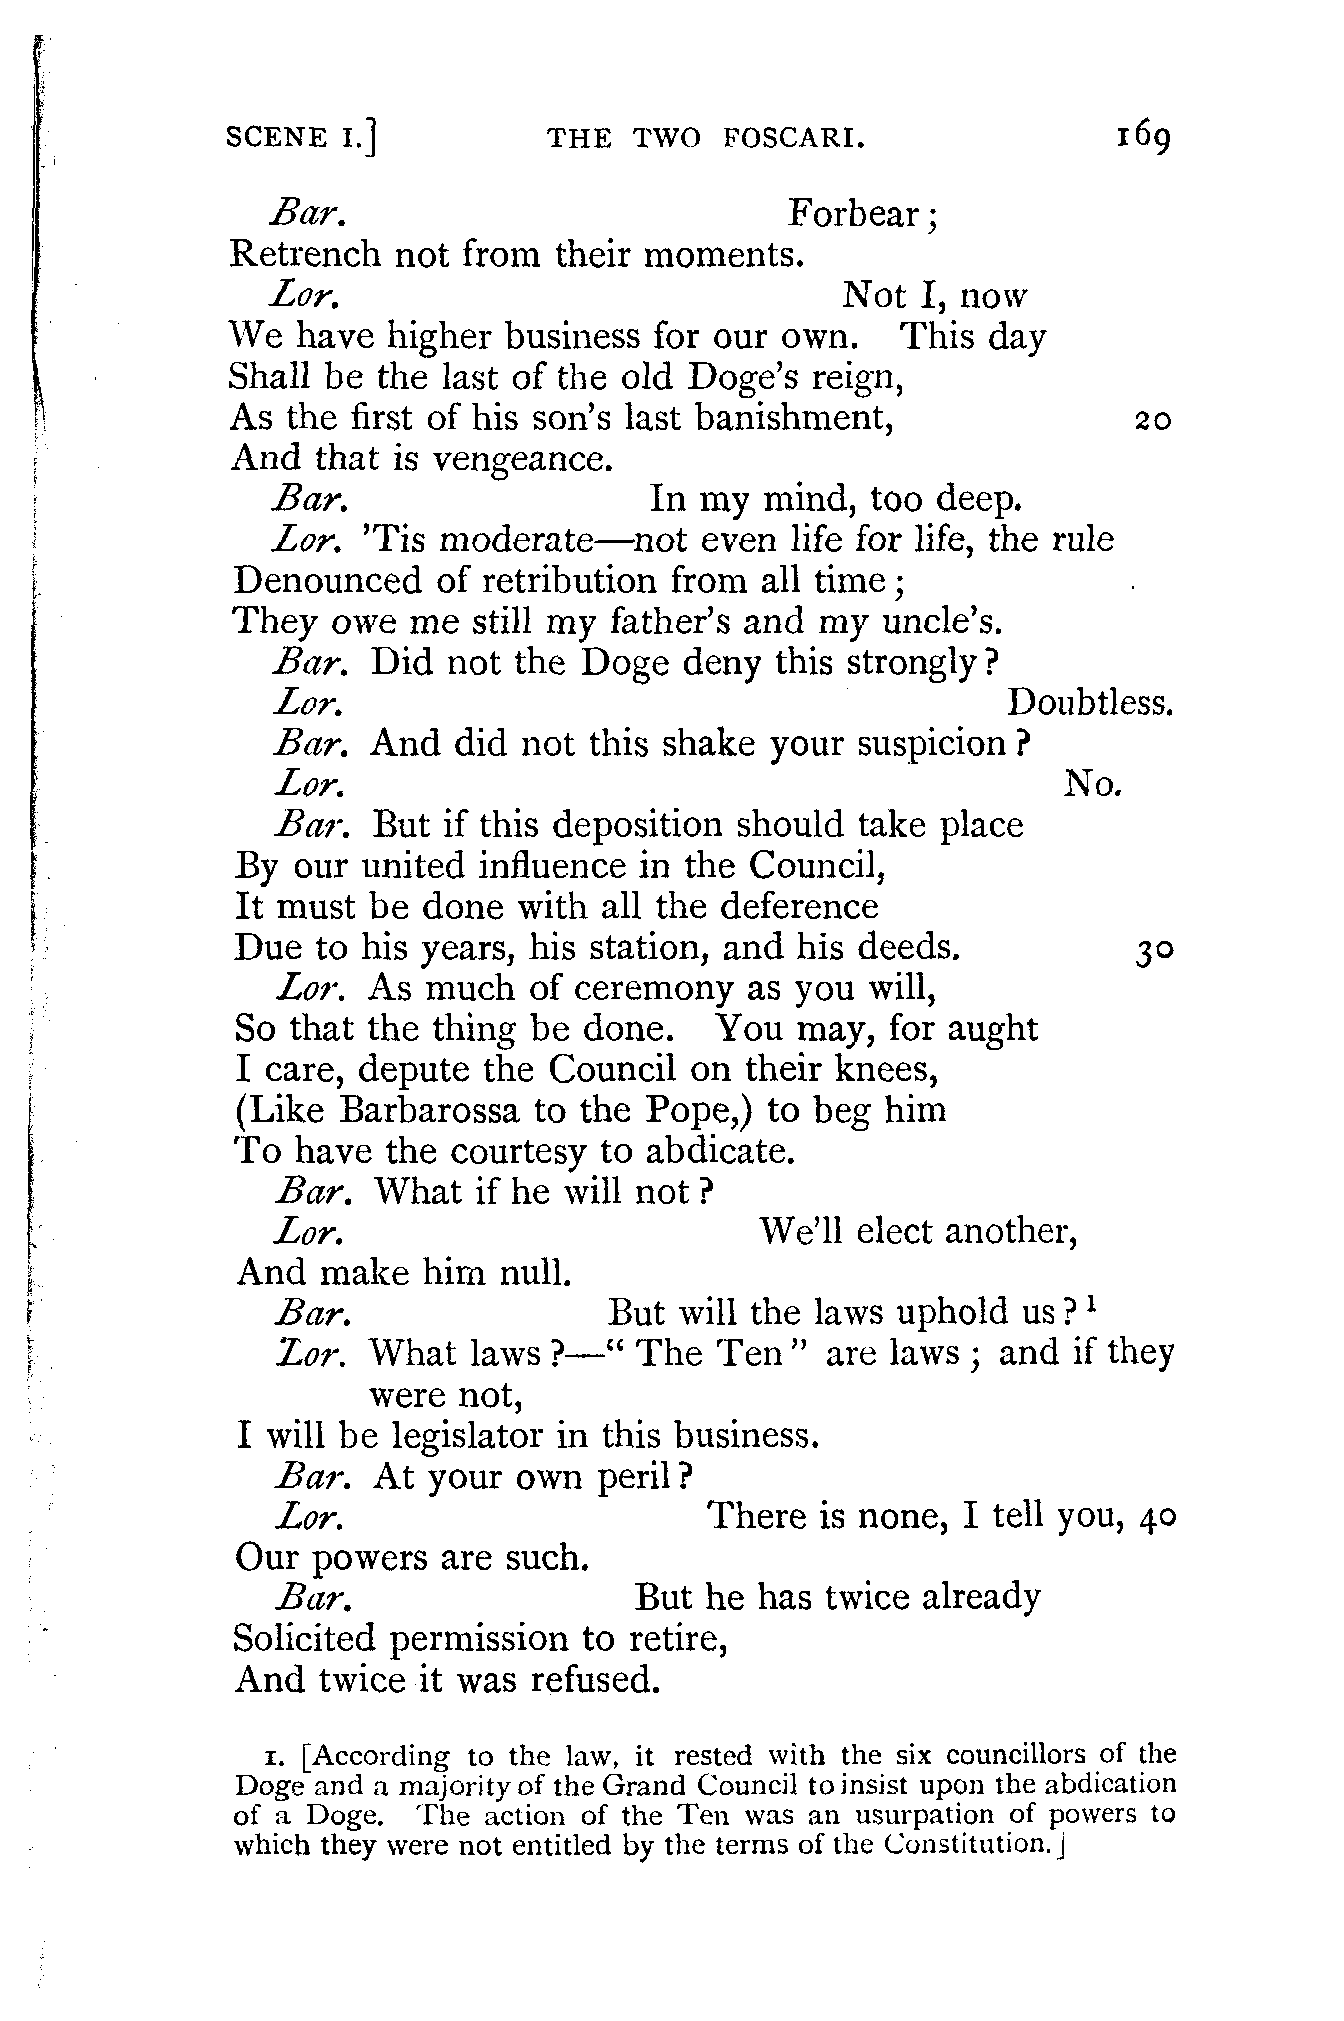 SCENE I.] THE TWO FOSCARI. 169
Bar. Forbear;
Retrench not from their moments.
Lor. Not I, now
We have higher business for our own. This day
Shall be the last of the old Doge's reign,
As the first of his son's last banishment, 20
And that is vengeance.
Bar. In my mind, too deep.
Lor. 'Tis moderate—not even life for life, the rule
Denounced of retribution from all time;
They owe me still my father's and my uncle's.
Bar. Did not the Doge deny this strongly?
Lor. Doubtless.
Bar. And did not this shake your suspicion?
Lor. No.
Bar. But if this deposition should take place
By our united influence in the Council,
It must be done with all the deference
Due to his years, his station, and his deeds. 30
Lor. As much of ceremony as you will,
So that the thing be done. You may, for aught
I care, depute the Council on their knees,
(Like Barbarossa to the Pope,) to beg him
To have the courtesy to abdicate.
Bar. What if he will not?
Lor. We'll elect another,
And make him null.
Bar. But will the laws uphold us?¹
Lor. What laws?—"The Ten" are laws; and if they
were not,
I will be legislator in this business.
Bar. At your own peril?
Lor. There is none, I tell you, 40
Our powers are such.
Bar. But he has twice already
Solicited permission to retire,
And twice it was refused.
1. [According to the law, it rested with the six councillors of the
Doge and a majority of the Grand Council to insist upon the abdication
of a Doge. The action of the Ten was an usurpation of powers to
which they were not entitled by the terms of the Constitution.]